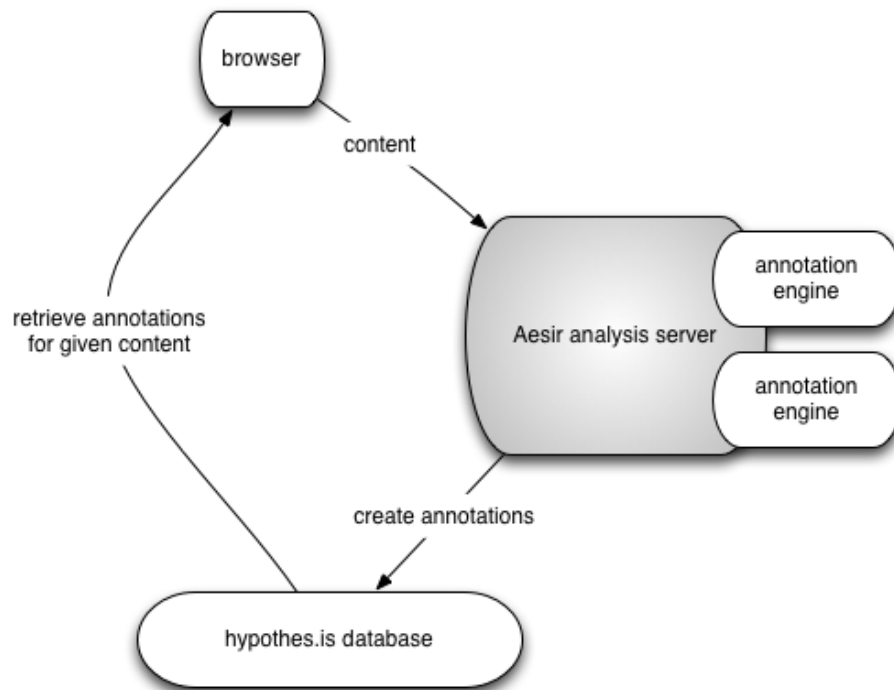 browser
content
annotation
engine
retrieve annotations
for given content
Aesir analysis server
annotation
engine
create annotations
hypothes.is database